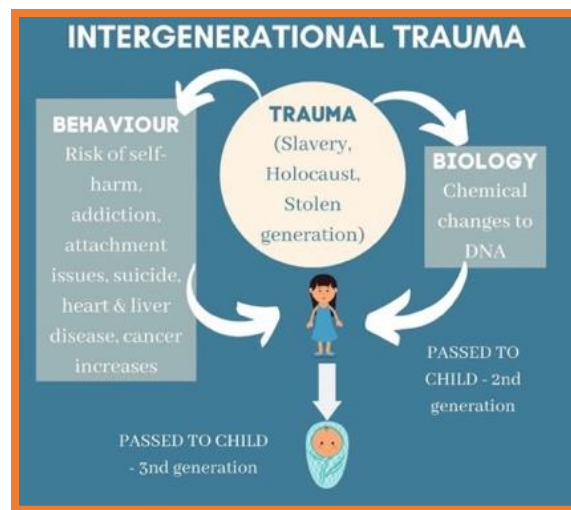 INTERGENERATIONAL TRAUMA
BEHAVIOUR
Risk of self-
harm,
addiction,
attachment
issues, suicide,
heart & liver
disease, cancer
increases
TRAUMA
(Slavery,
Holocaust,
Stolen
generation)
BIOLOGY
Chemical
changes to
DNA
PASSED TO
CHILD - 2nd
generation
PASSED TO CHILD
- 3nd generation